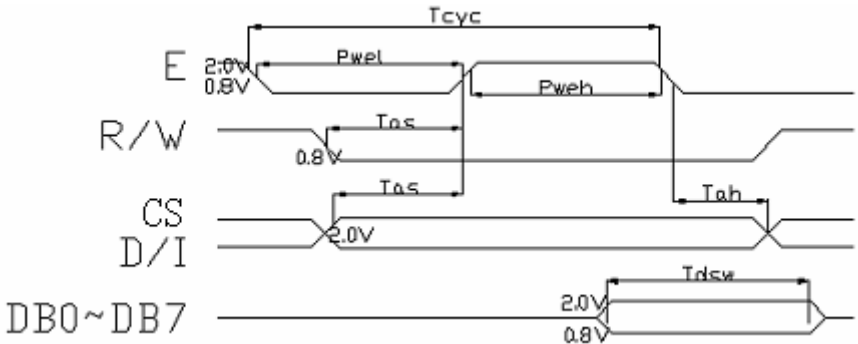 Tcyc
E
2.0V
0.8V
Pwel
Pweh
R/W
Tas
0.8V
Tas
Tah
CS
D/I
2.0V
Tdsw
DB0~DB7
2.0V
0.8V